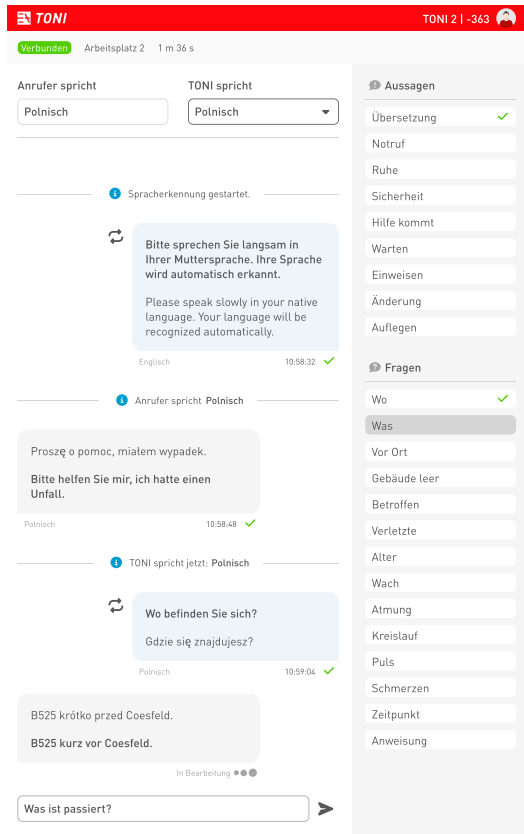 TONI
TONI 2 | -363
Verbunden Arbeitsplatz 2 1 m 36 s
Anrufer spricht
TONI spricht
Polnisch
Polnisch
Spracherkennung gestartet.
Bitte sprechen Sie langsam in
Ihrer Muttersprache. Ihre Sprache
wird automatisch erkannt.
Please speak slowly in your native
language. Your language will be
recognized automatically.
Englisch 10:58:32
Anrufer spricht Polnisch
Proszę o pomoc, miałem wypadek.
Bitte helfen Sie mir, ich hatte einen
Unfall.
Polnisch 10:58:48
TONI spricht jetzt: Polnisch
Wo befinden Sie sich?
Gdzie się znajdujesz?
Polnisch 10:59:04
B525 krótko przed Coesfeld.
B525 kurz vor Coesfeld.
In Bearbeitung
Was ist passiert?
Aussagen
Übersetzung
Notruf
Ruhe
Sicherheit
Hilfe kommt
Warten
Einweisen
Änderung
Auflegen
Fragen
Wo
Was
Vor Ort
Gebäude leer
Betroffen
Verletzte
Alter
Wach
Atmung
Kreislauf
Puls
Schmerzen
Zeitpunkt
Anweisung